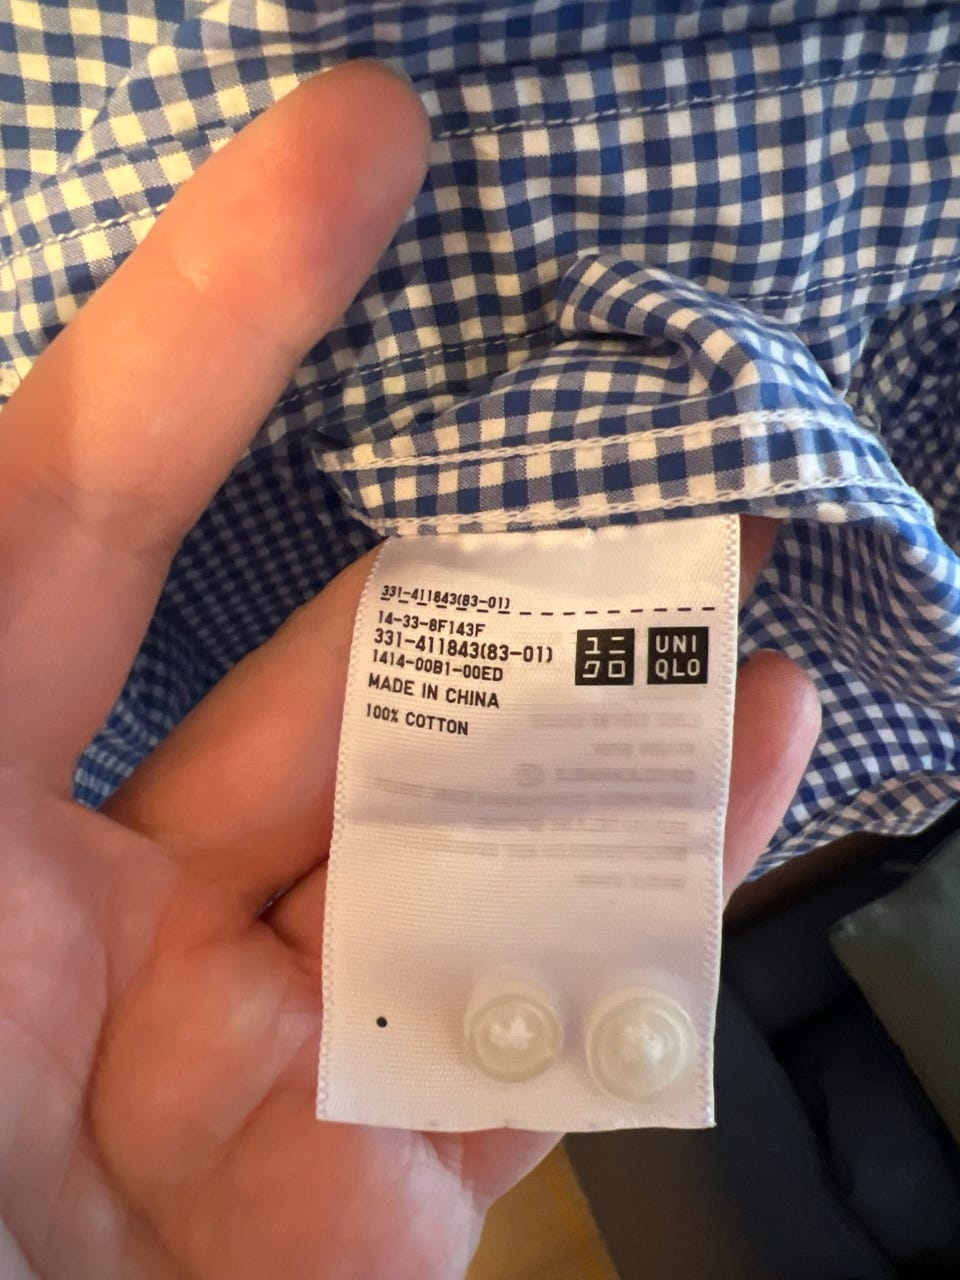 331-411843(83-01)
14-33-8F143F
331-411843(83-01)
1414-00B1-00ED
MADE IN CHINA
100% COTTON
ユニ
クロ
UNI
QLO